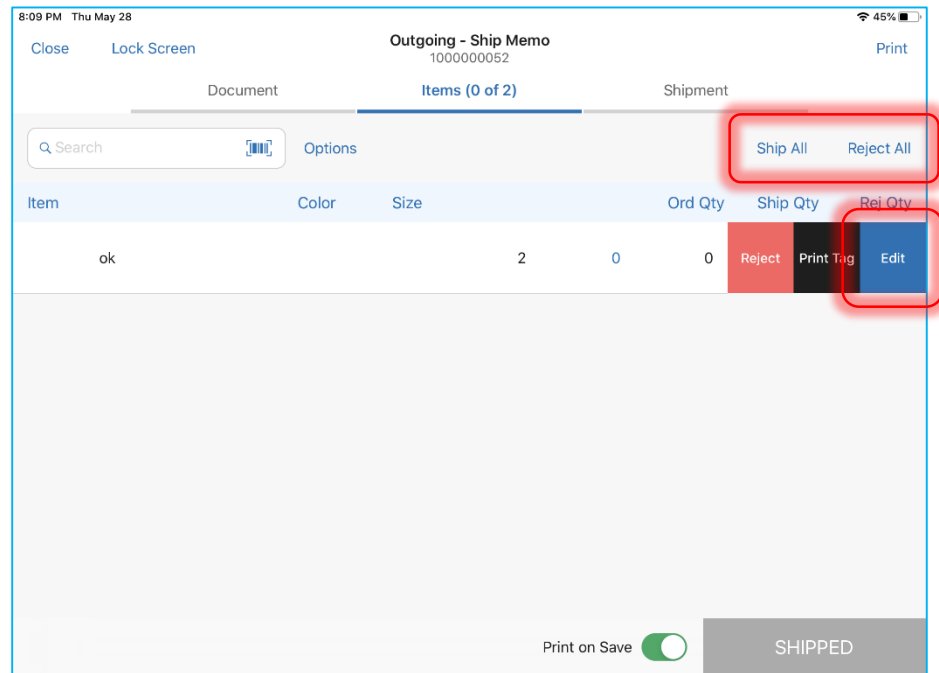 8:09 PM Thu May 28 45%
Close Lock Screen Outgoing - Ship Memo Print
1000000052
Document Items (0 of 2) Shipment
Search Options Ship All Reject All
Item Color Size Ord Qty Ship Qty Rej Qty
ok 2 0 0 Reject Print Tag Edit
Print on Save SHIPPED